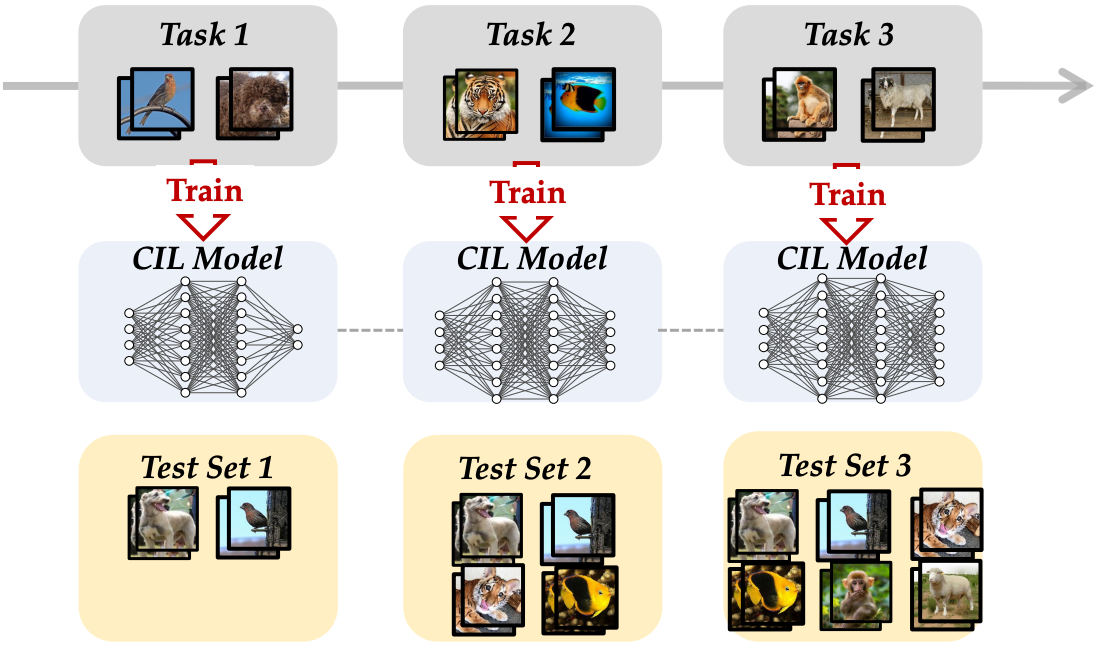 Task 1
Task 2
Task 3
Train
Train
Train
CIL Model
CIL Model
CIL Model
Test Set 1
Test Set 2
Test Set 3